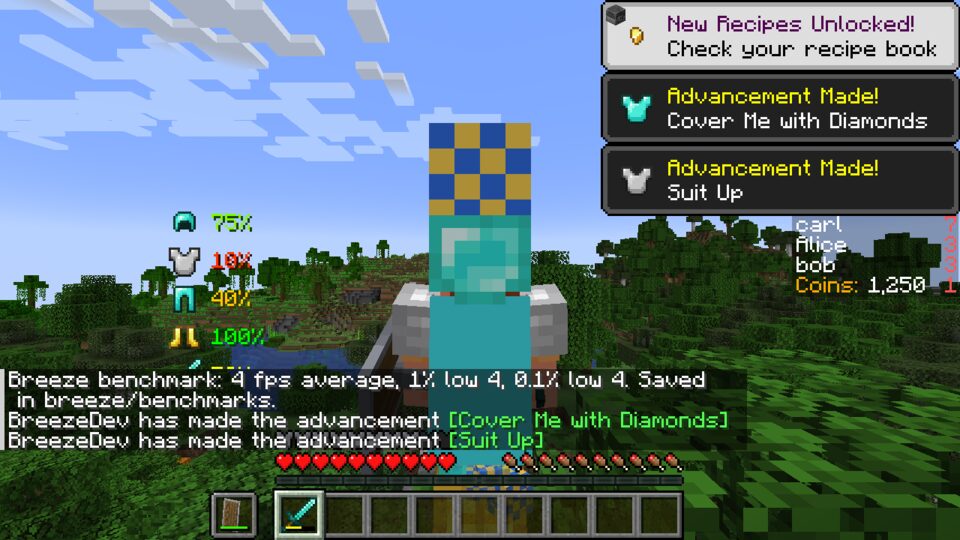 New Recipes Unlocked!
Check your recipe book
Advancement Made!
Cover Me with Diamonds
Advancement Made!
Suit Up
75%
10%
40%
100%
carl
Alice
bob
Coins: 1,250
Breeze benchmark: 4 fps average, 1% low 4, 0.1% low 4. Saved
in breeze/benchmarks.
BreezeDev has made the advancement [Cover Me with Diamonds]
BreezeDev has made the advancement [Suit Up]